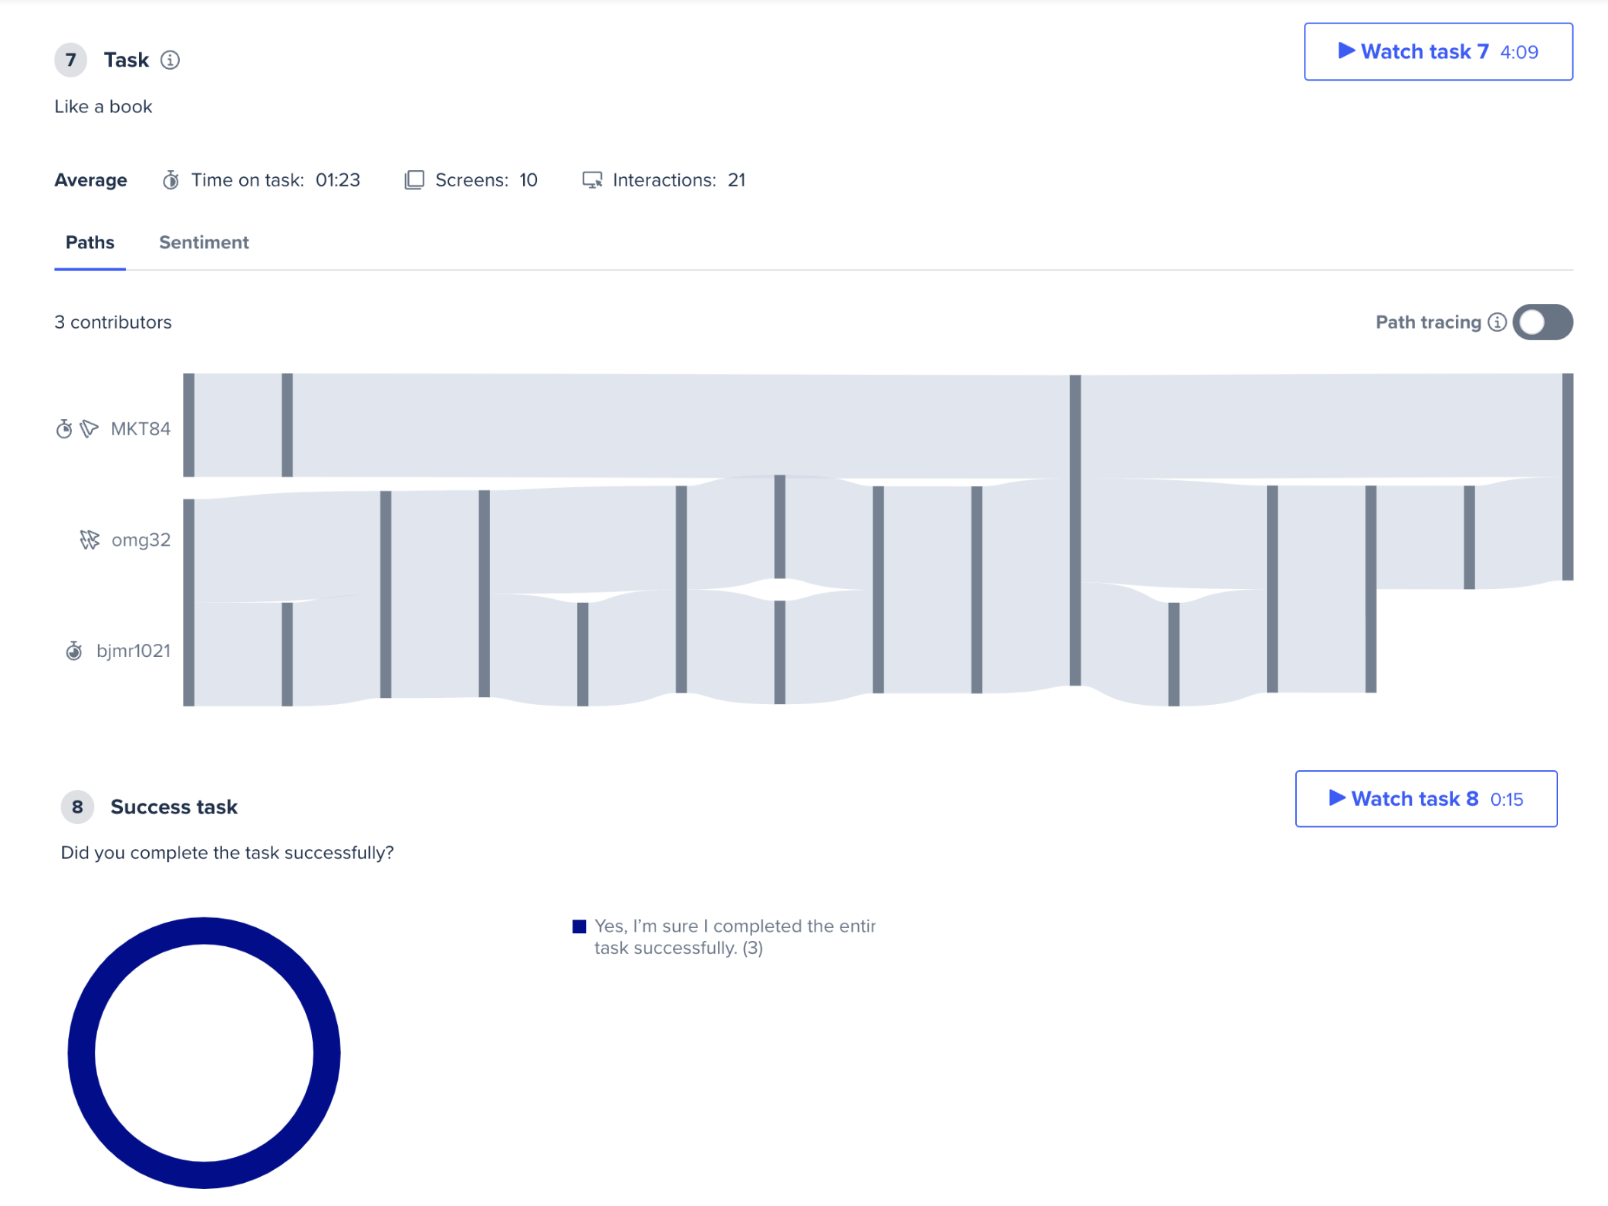 7 Task
Watch task 7 4:09
Like a book
Average Time on task: 01:23 Screens: 10 Interactions: 21
Paths Sentiment
3 contributors
Path tracing
MKT84
omg32
bjmr1021
8 Success task
Watch task 8 0:15
Did you complete the task successfully?
Yes, I'm sure I completed the entir
task successfully. (3)